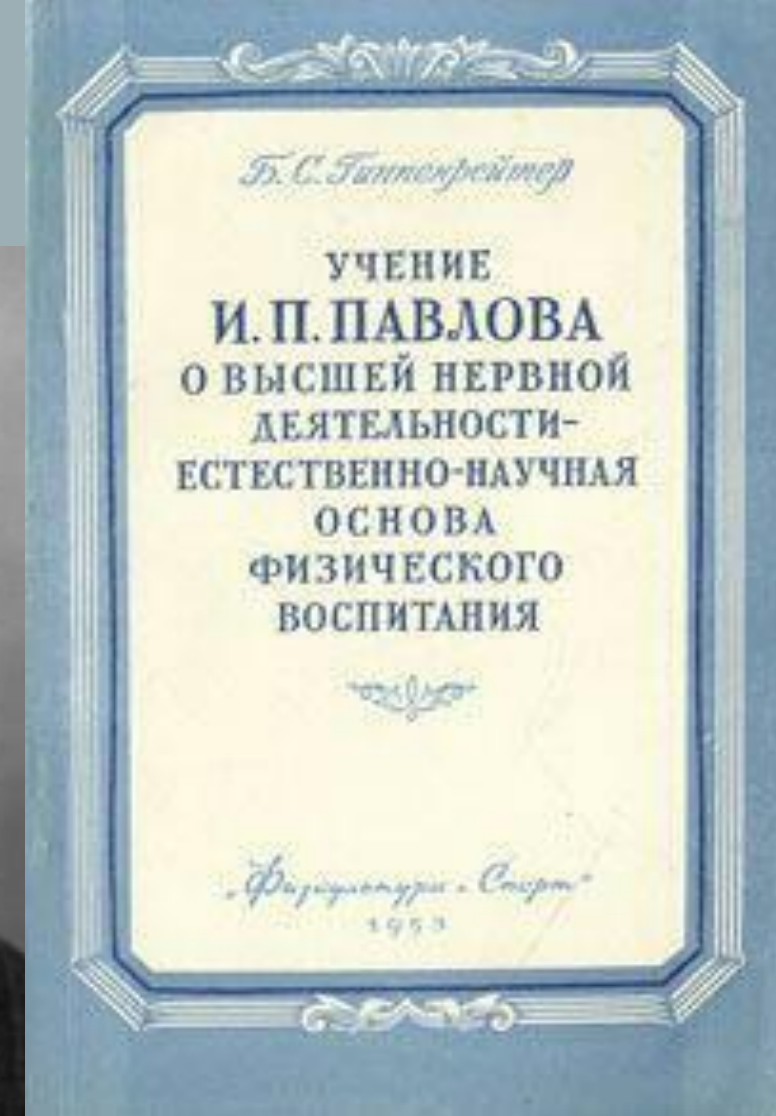 Б. С. Гиппенрейтер
УЧЕНИЕ
И. П. ПАВЛОВА
О ВЫСШЕЙ НЕРВНОЙ
ДЕЯТЕЛЬНОСТИ-
ЕСТЕСТВЕННО-НАУЧНАЯ
ОСНОВА
ФИЗИЧЕСКОГО
ВОСПИТАНИЯ
„Физкультура и Спорт“
1953